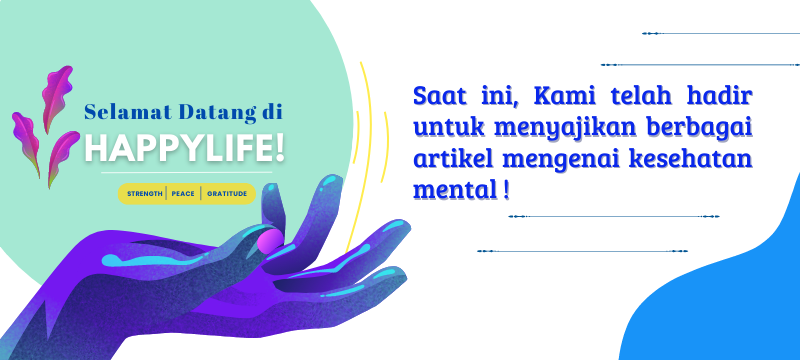 Selamat Datang di
HAPPYLIFE!
STRENGTH | PEACE | GRATITUDE
Saat ini, Kami telah hadir
untuk menyajikan berbagai
artikel mengenai kesehatan
mental !